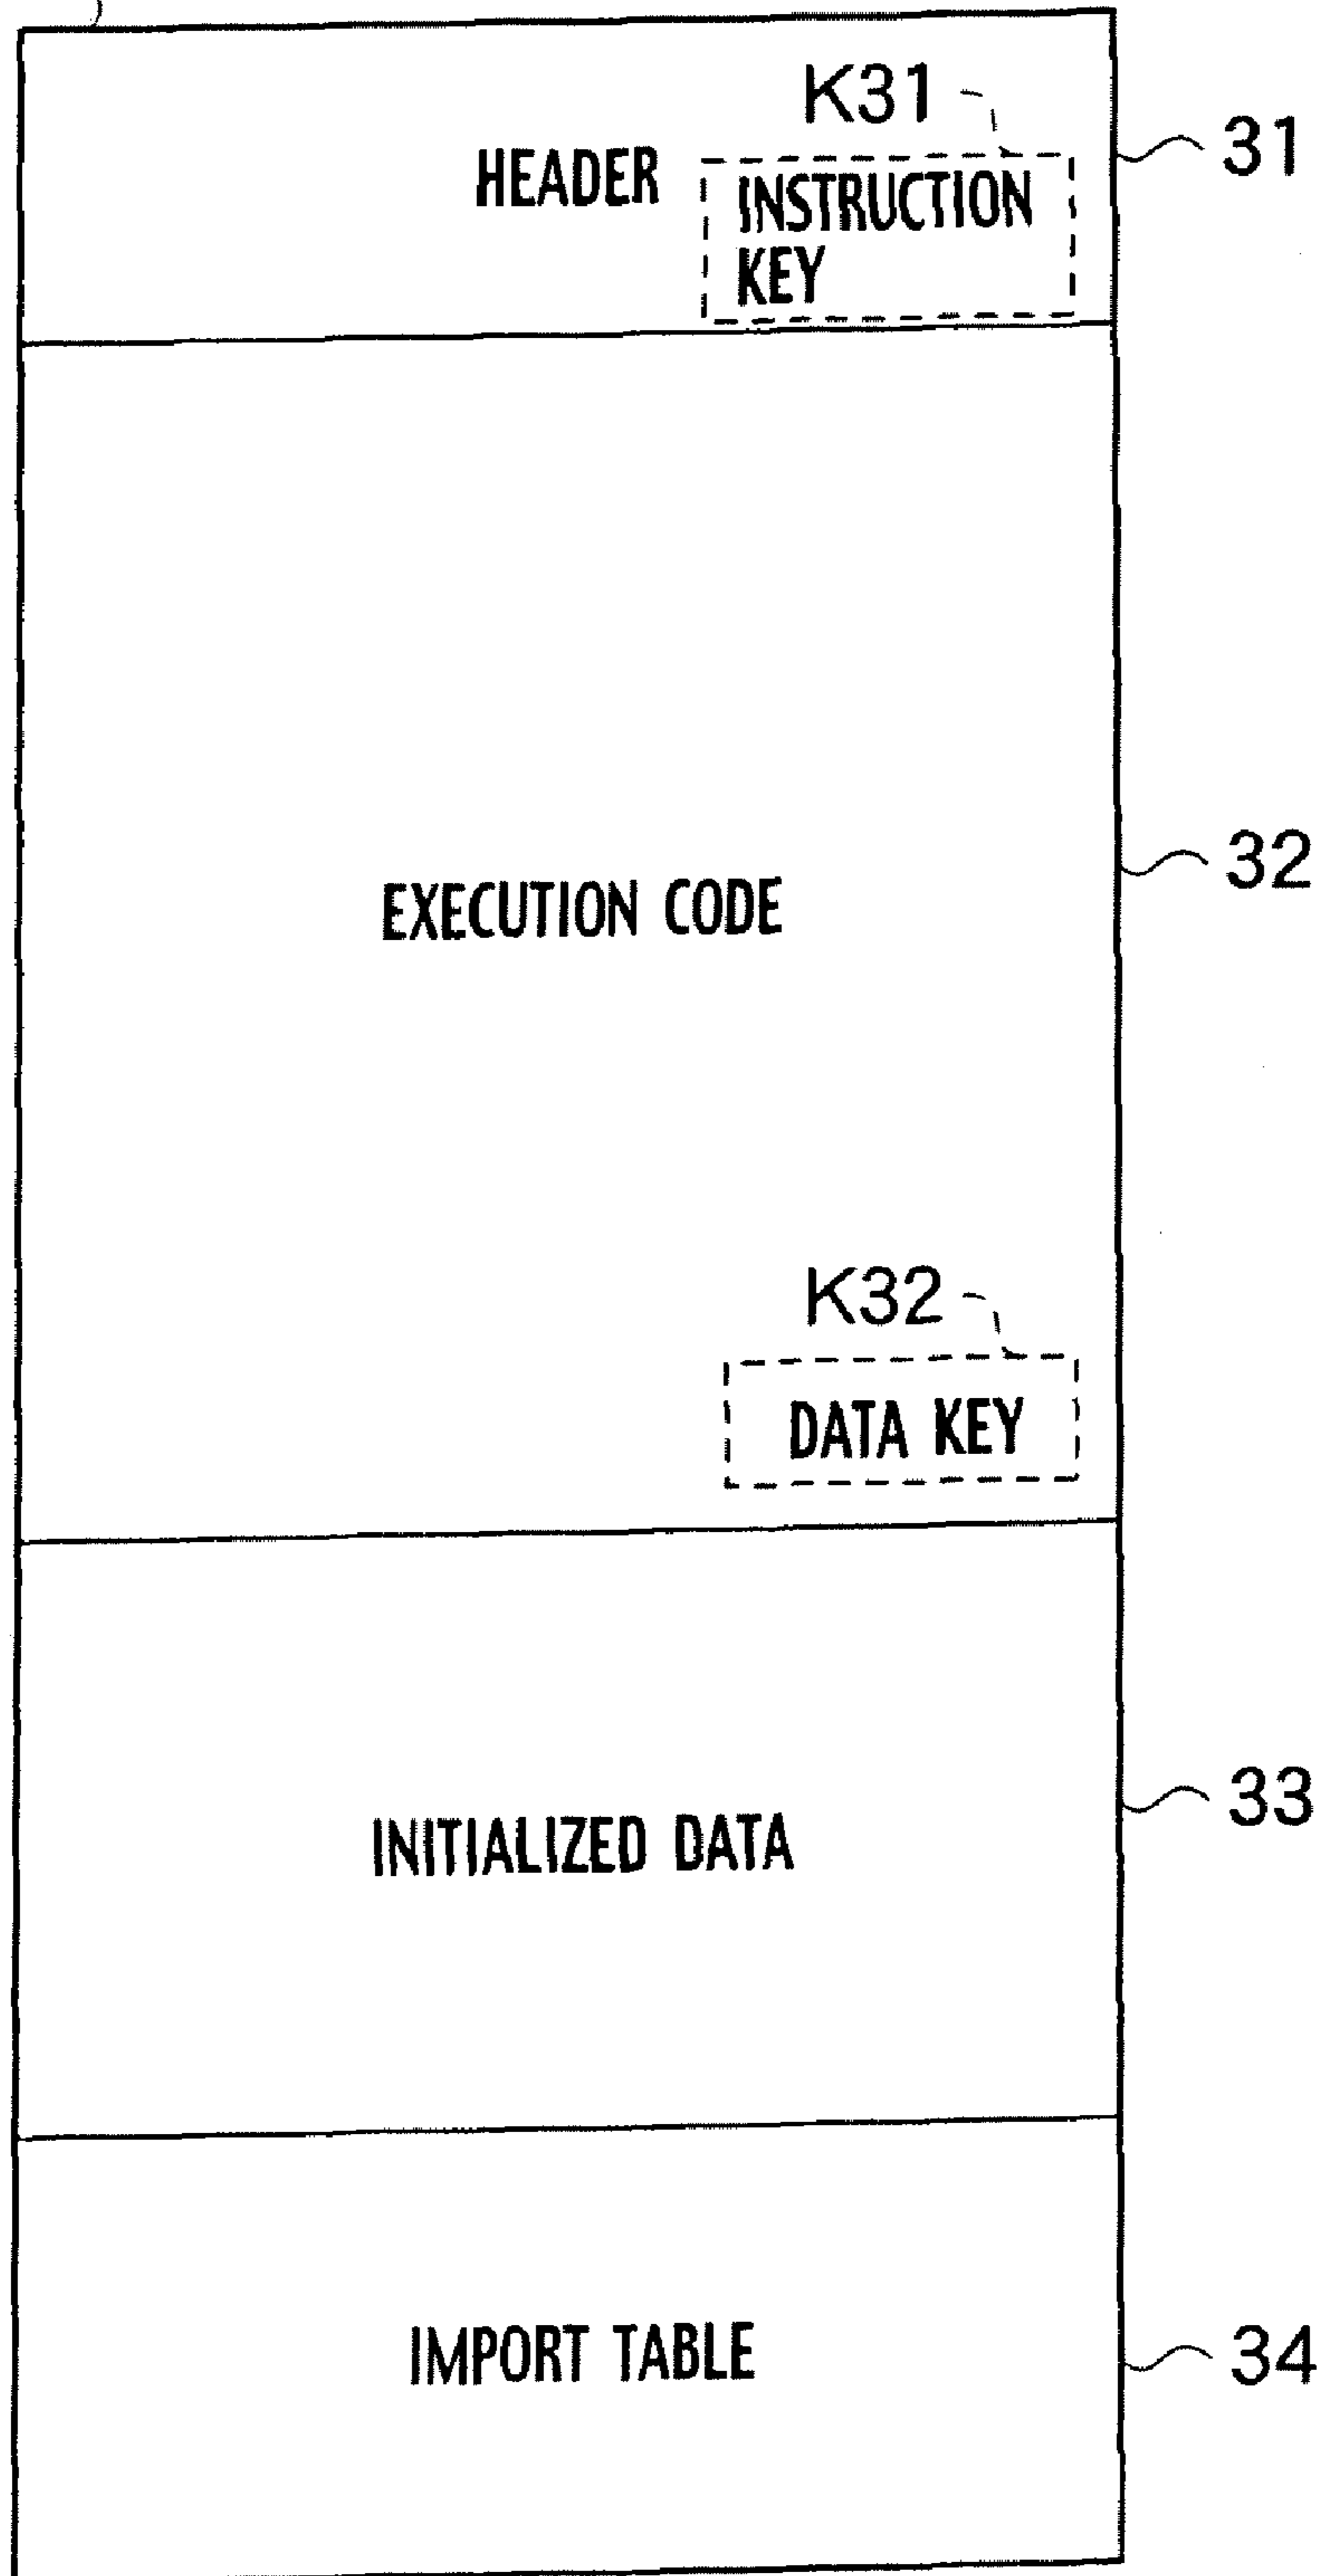 K31
31
HEADER
INSTRUCTION
KEY
32
EXECUTION CODE
K32
DATA KEY
33
INITIALIZED DATA
34
IMPORT TABLE